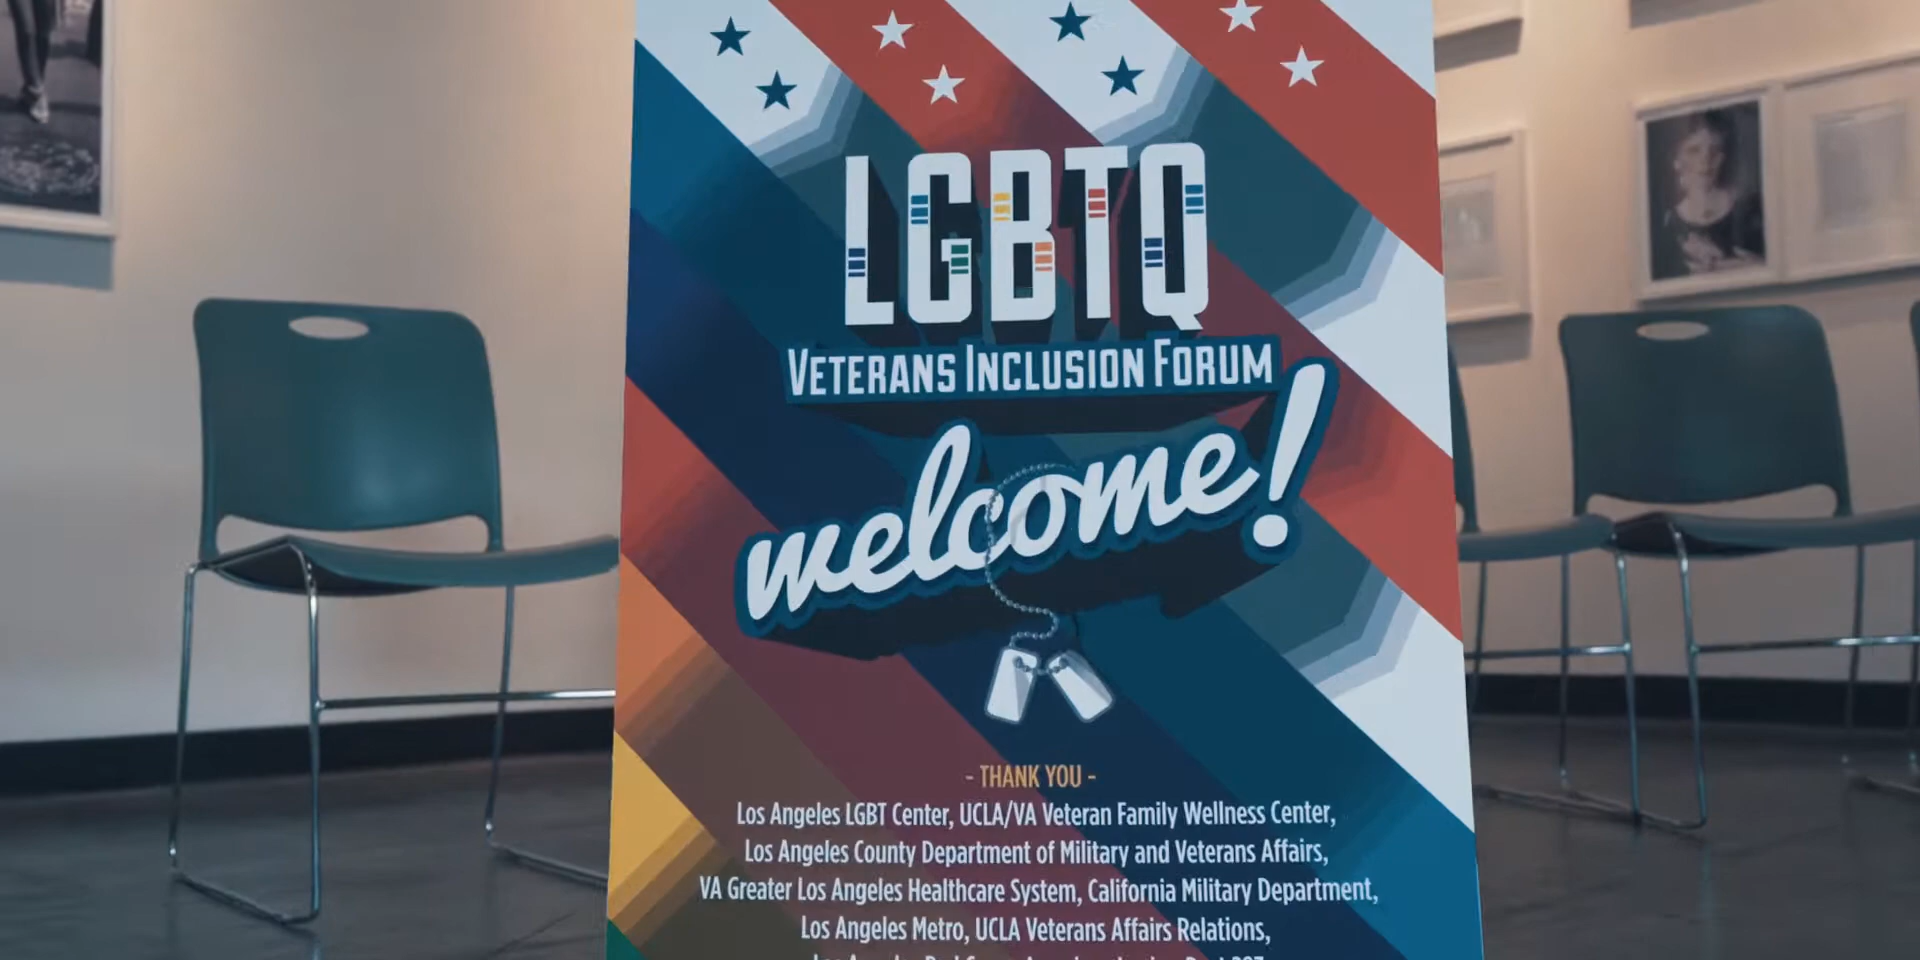 LGBTQ
VETERANS INCLUSION FORUM
welcome!
- THANK YOU -
Los Angeles LGBT Center, UCLA/VA Veteran Family Wellness Center,
Los Angeles County Department of Military and Veterans Affairs,
VA Greater Los Angeles Healthcare System, California Military Department,
Los Angeles Metro, UCLA Veterans Affairs Relations,